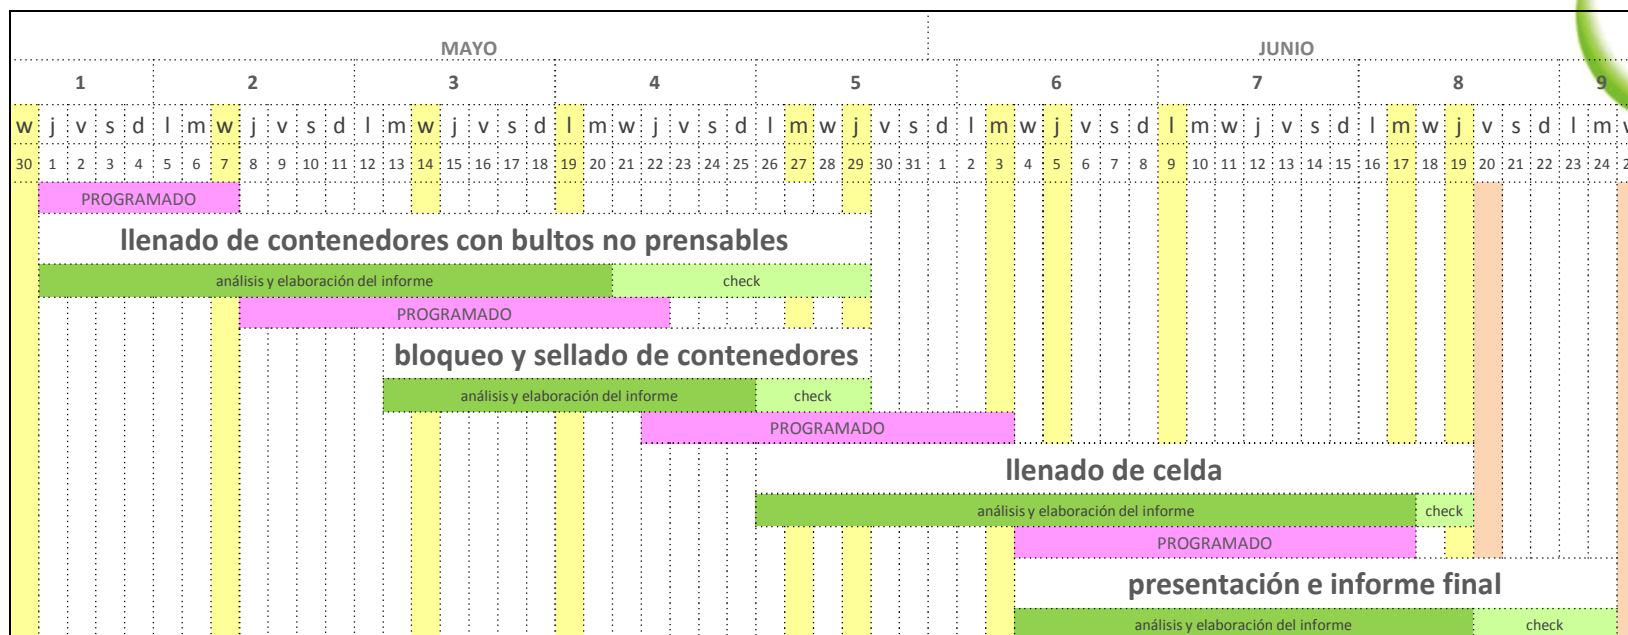 MAYO JUNIO
1 2 3 4 5 6 7 8 9
w j v s d l m w j v s d l m w j v s d l m w j v s d l m w j v s d l m w j v s d l m w j v s d l m w j v s d l m
30 1 2 3 4 5 6 7 8 9 10 11 12 13 14 15 16 17 18 19 20 21 22 23 24 25 26 27 28 29 30 31 1 2 3 4 5 6 7 8 9 10 11 12 13 14 15 16 17 18 19 20 21 22 23 24
PROGRAMADO
llenado de contenedores con bultos no prensables
análisis y elaboración del informe check
PROGRAMADO
bloqueo y sellado de contenedores
análisis y elaboración del informe check
PROGRAMADO
llenado de celda
análisis y elaboración del informe check
PROGRAMADO
presentación e informe final
análisis y elaboración del informe check